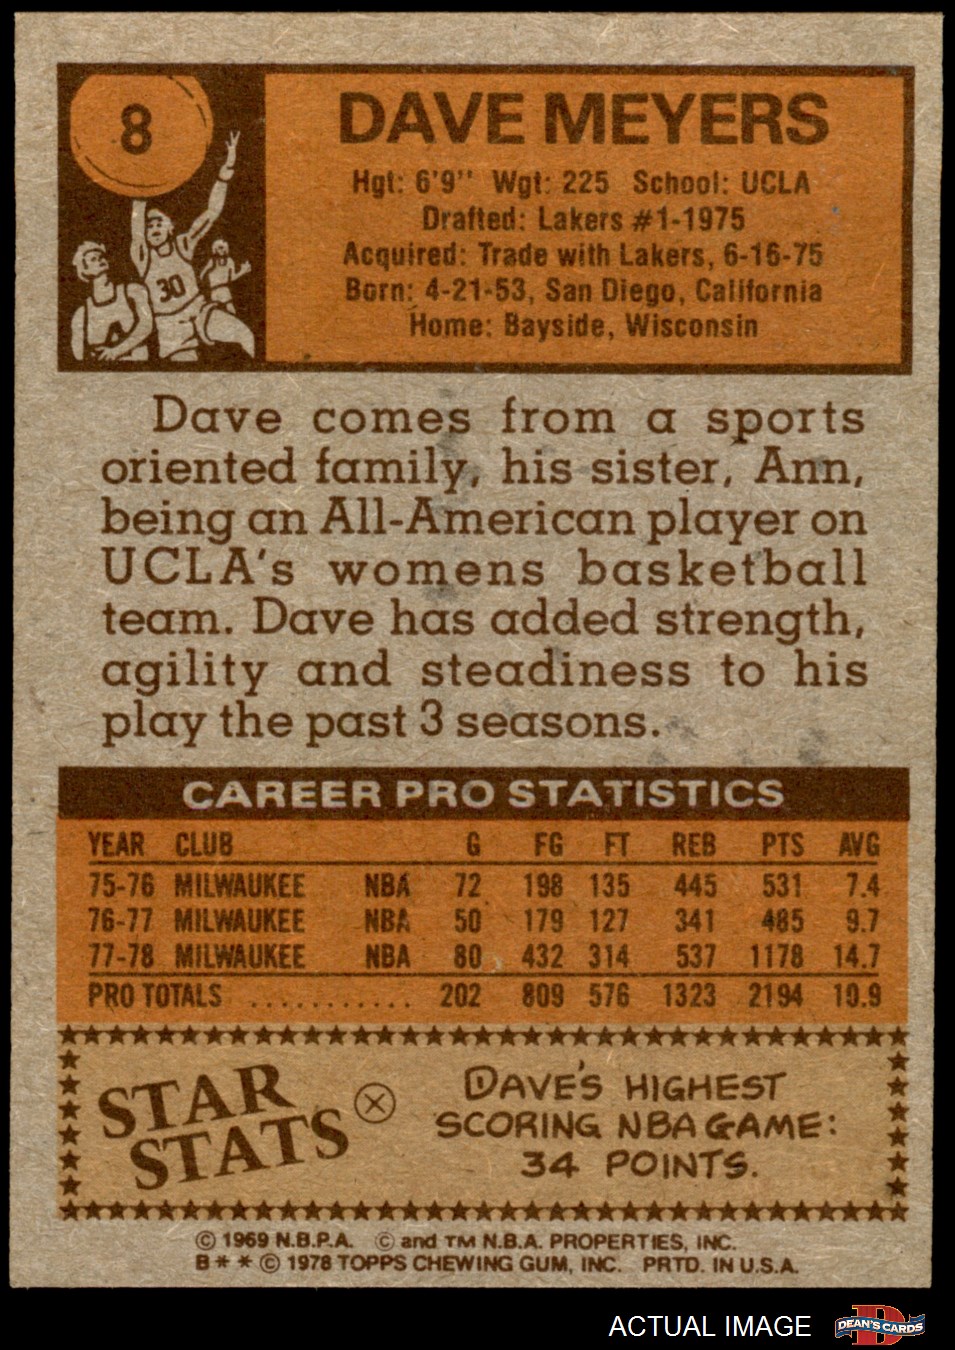 8
DAVE MEYERS
Hgt: 6'9" Wgt: 225 School: UCLA
Drafted: Lakers #1-1975
Acquired: Trade with Lakers, 6-16-75
Born: 4-21-53, San Diego, California
Home: Bayside, Wisconsin
30
4
Dave comes from a sports
oriented family, his sister, Ann,
being an All-American player on
UCLA's womens basketball
team. Dave has added strength,
agility and steadiness to his
play the past 3 seasons.
CAREER PRO STATISTICS
YEAR CLUB G FG FT REB PTS AVG
75-76 MILWAUKEE NBA 72 198 135 445 531 7.4
76-77 MILWAUKEE NBA 50 179 127 341 485 9.7
77-78 MILWAUKEE NBA 80 432 314 537 1178 14.7
PRO TOTALS ........... 202 809 576 1323 2194 10.9
STAR
STATS
DAVE'S HIGHEST
SCORING NBA GAME:
34 POINTS.
© 1969 N.B.P.A. © and TM N.B.A. PROPERTIES, INC.
B * * © 1978 TOPPS CHEWING GUM, INC. PRTD. IN U.S.A.
ACTUAL IMAGE
D
DEAN'S CARDS